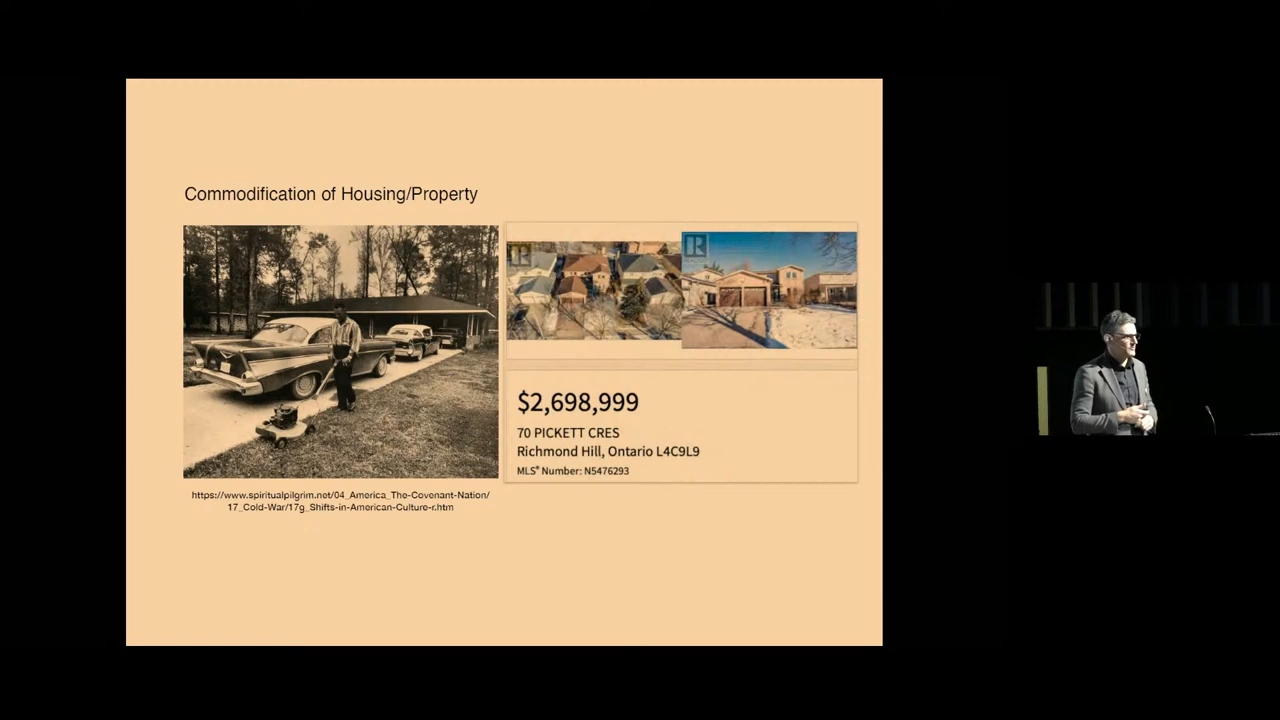 Commodification of Housing/Property
R
R
REALTOR
$2,698,999
70 PICKETT CRES
Richmond Hill, Ontario L4C9L9
MLS® Number: N5476293
https://www.spiritualpilgrim.net/04_America_The-Covenant-Nation/
17_Cold-War/17g_Shifts-in-American-Culture-r.htm